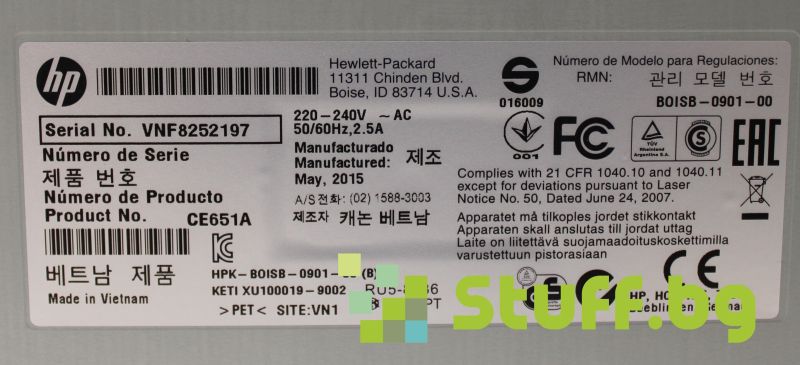 hp
Hewlett-Packard
11311 Chinden Blvd.
Boise, ID 83714 U.S.A.
Número de Modelo para Regulaciones:
RMN: 관리 모델 번호
BOISB-0901-00
016009
Serial No. VNF8252197
Número de Serie
제품 번호
Número de Producto
Product No. CE651A
220-240V ~ AC
50/60Hz, 2.5A
Manufacturado
Manufactured: 제조
May, 2015
A/S 전화: (02) 1588-3003
제조자 캐논 베트남
001
FC
TÜV
Rheinland
Argentina S.A.
S
EAC
Complies with 21 CFR 1040.10 and 1040.11
except for deviations pursuant to Laser
Notice No. 50, Dated June 24, 2007.
Apparatet må tilkoples jordet stikkontakt
Apparaten skall anslutas till jordat uttag
Laite on liitettävä suojamaadoituskoskettimilla
varustettuun pistorasiaan
베트남 제품
Made in Vietnam
HPK-BOISB-0901- (B)
KETI XU100019-9002
>PET< SITE:VN1
CE
HP,
Germany
Stuff.bg